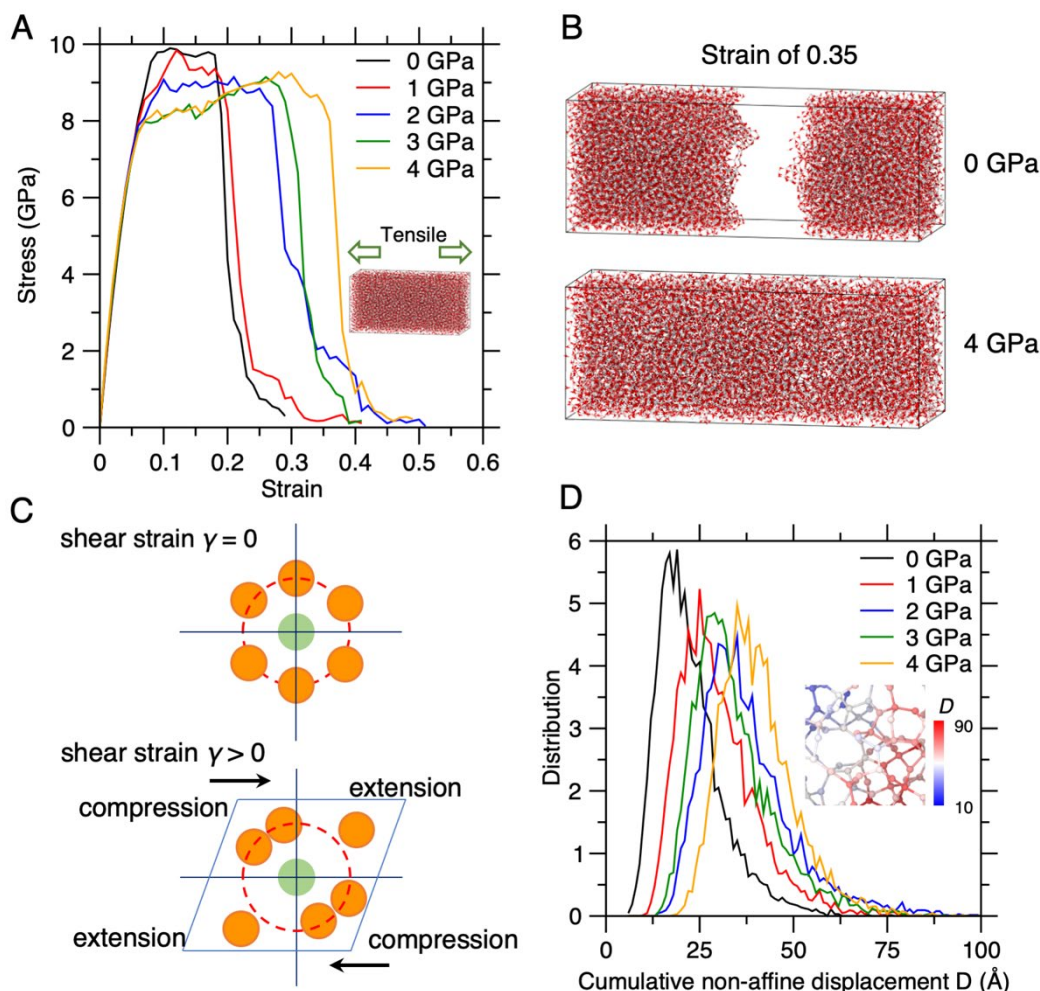 A
10
8
6
4
2
0
Stress (GPa)
0 GPa
1 GPa
2 GPa
3 GPa
4 GPa
Tensile
0
0.1
0.2
0.3
0.4
0.5
0.6
Strain
B
Strain of 0.35
0 GPa
4 GPa
C
shear strain γ = 0
shear strain γ > 0
compression
extension
extension
compression
D
6
5
4
3
2
1
0
Distribution
0 GPa
1 GPa
2 GPa
3 GPa
4 GPa
D
90
10
0
25
50
75
100
Cumulative non-affine displacement D (Å)